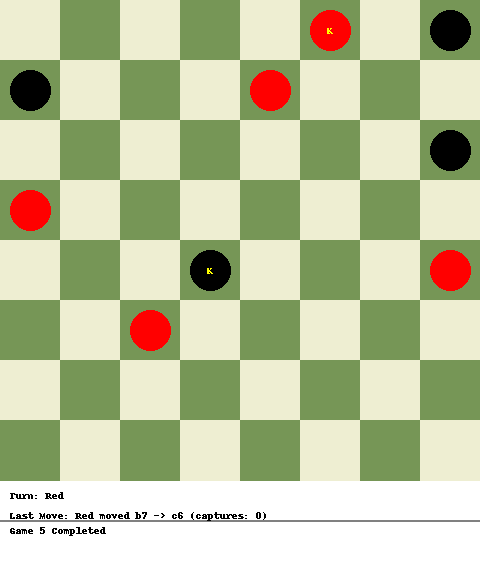 K
K
Turn: Red
Last Move: Red moved b7 -> c6 (captures: 0)
Game 5 Completed